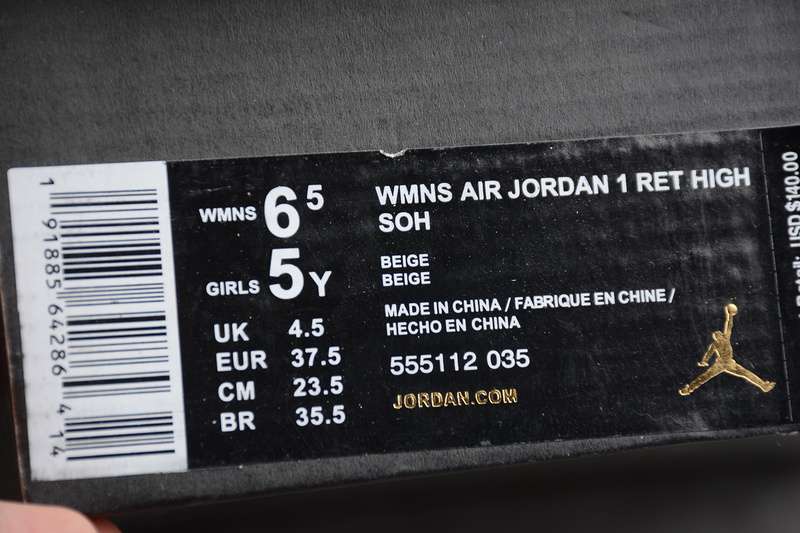 1 91885 64286 4 14
WMNS 6 5
GIRLS 5 Y
UK 4.5
EUR 37.5
CM 23.5
BR 35.5
WMNS AIR JORDAN 1 RET HIGH
SOH
BEIGE
BEIGE
MADE IN CHINA / FABRIQUE EN CHINE /
HECHO EN CHINA
555112 035
JORDAN.COM
USD $140.00